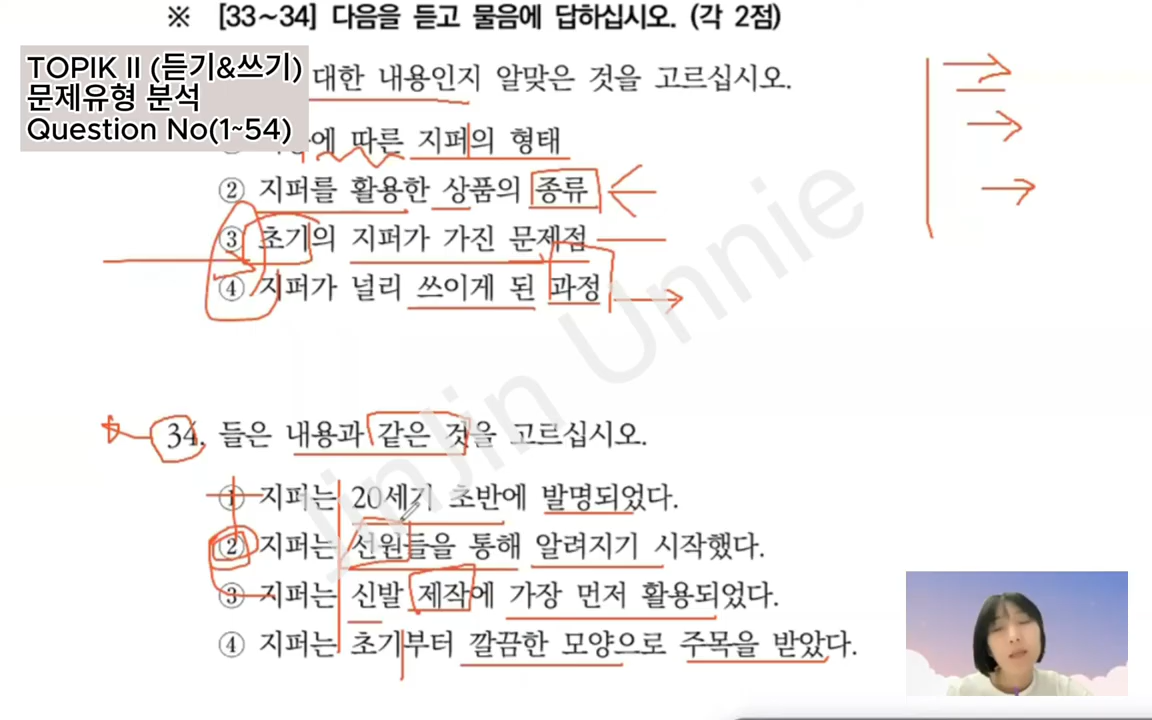 ※ [33~34] 다음을 듣고 물음에 답하십시오. (각 2점)
TOPIK II (듣기&쓰기)
문제유형 분석
Question No(1~54)
대한 내용인지 알맞은 것을 고르십시오.
에 따른 지퍼의 형태
② 지퍼를 활용한 상품의 종류
③ 초기의 지퍼가 가진 문제점
④ 지퍼가 널리 쓰이게 된 과정
34. 들은 내용과 같은 것을 고르십시오.
① 지퍼는 20세기 초반에 발명되었다.
② 지퍼는 선원들을 통해 알려지기 시작했다.
③ 지퍼는 신발 제작에 가장 먼저 활용되었다.
④ 지퍼는 초기부터 깔끔한 모양으로 주목을 받았다.
JinJin Unnie